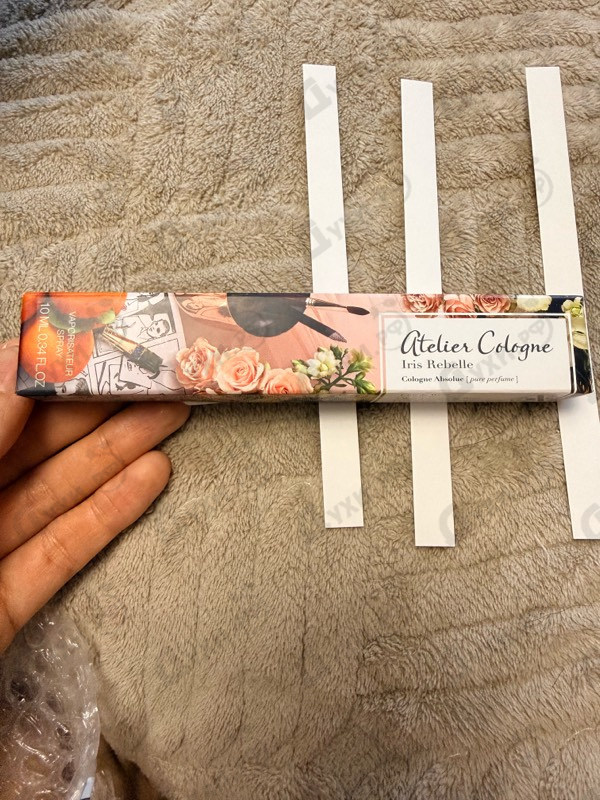 Atelier Cologne
Iris Rebelle
Cologne Absolue [pure perfume]
VAPORISATEUR
SPRAY
10 ML 0.34 FL.OZ